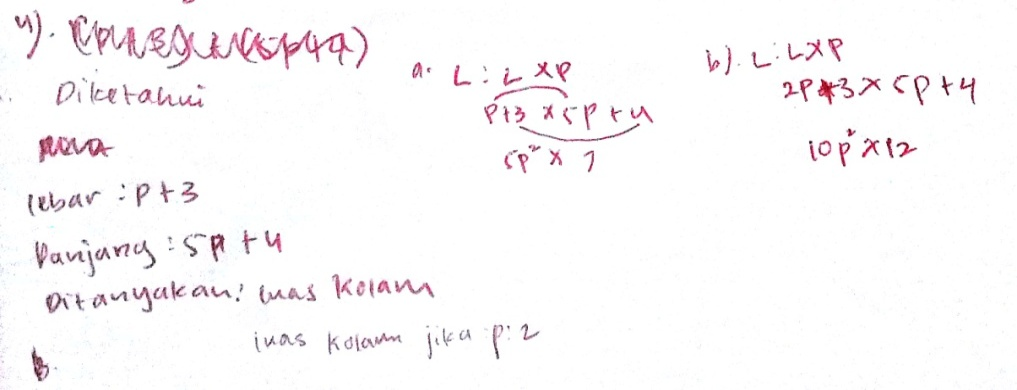 4).
Diketahui
lebar : p + 3
Panjang : 5p + 4
Ditanyakan : luas kolam
luas kolam jika p : 2
b.
a. L : L x P
P+3 x 5P + 4
5p² x 7
b). L : L x P
2P + 3 x 5P + 4
10p² x 12